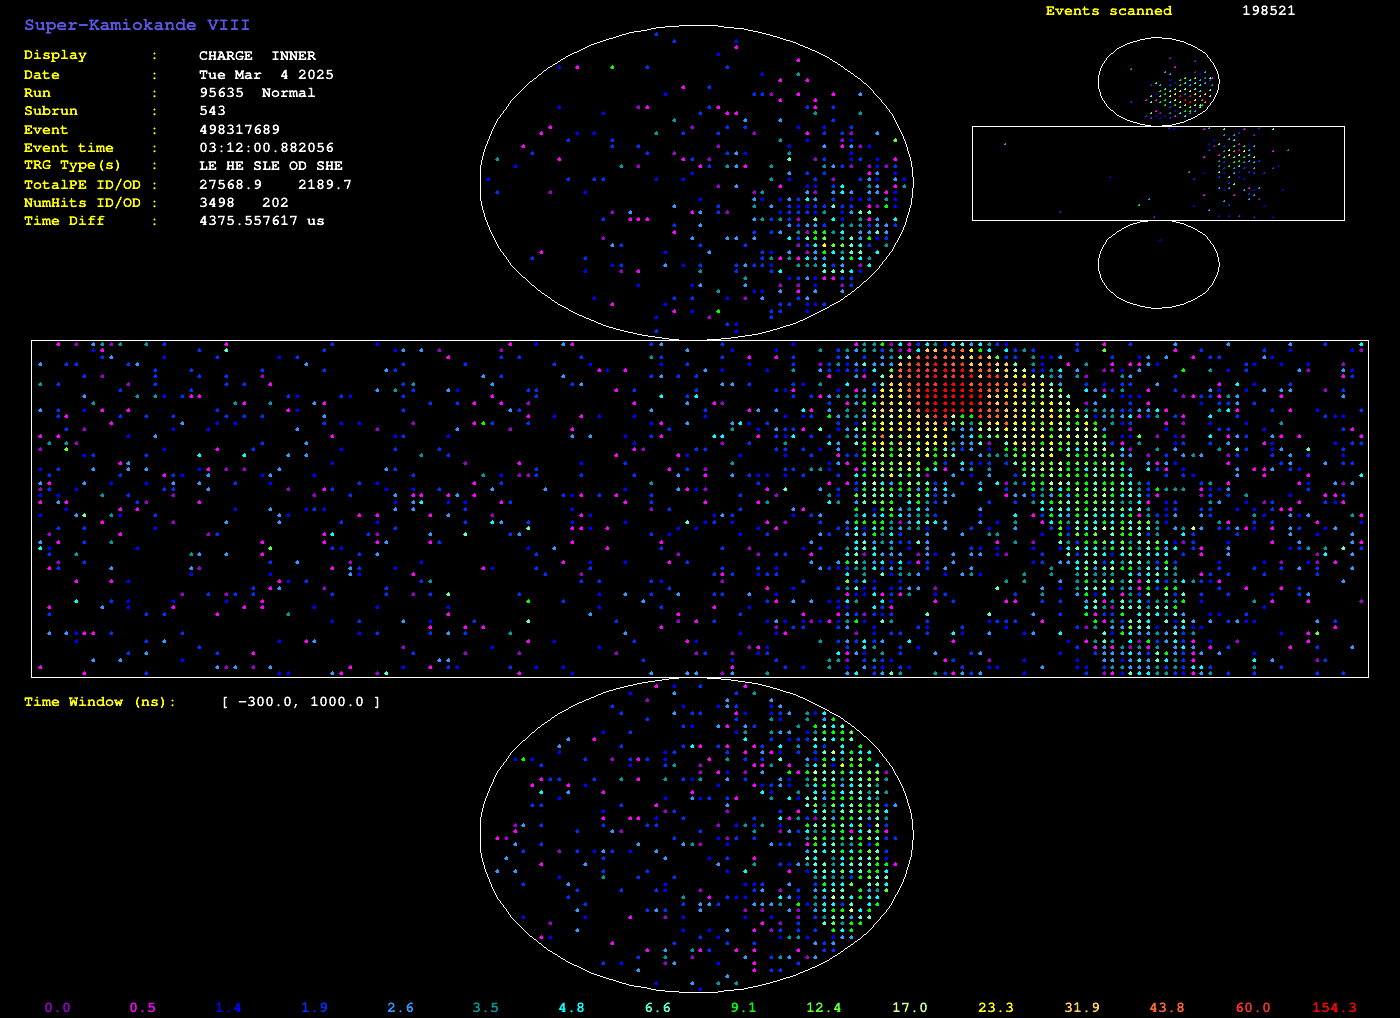 Super-Kamiokande VIII
Events scanned 198521
Display : CHARGE INNER
Date : Tue Mar 4 2025
Run : 95635 Normal
Subrun : 543
Event : 498317689
Event time : 03:12:00.882056
TRG Type(s) : LE HE SLE OD SHE
TotalPE ID/OD : 27568.9 2189.7
NumHits ID/OD : 3498 202
Time Diff : 4375.557617 us
Time Window (ns): [ -300.0, 1000.0 ]
0.0 0.5 1.4 1.9 2.6 3.5 4.8 6.6 9.1 12.4 17.0 23.3 31.9 43.8 60.0 154.3